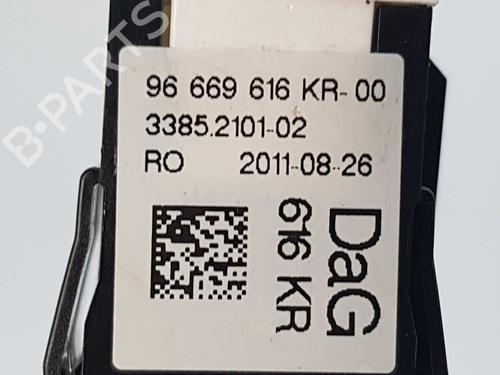 96 669 616 KR-00
3385.2101-02
RO 2011-08-26
DaG
616 KR
B-PARTS